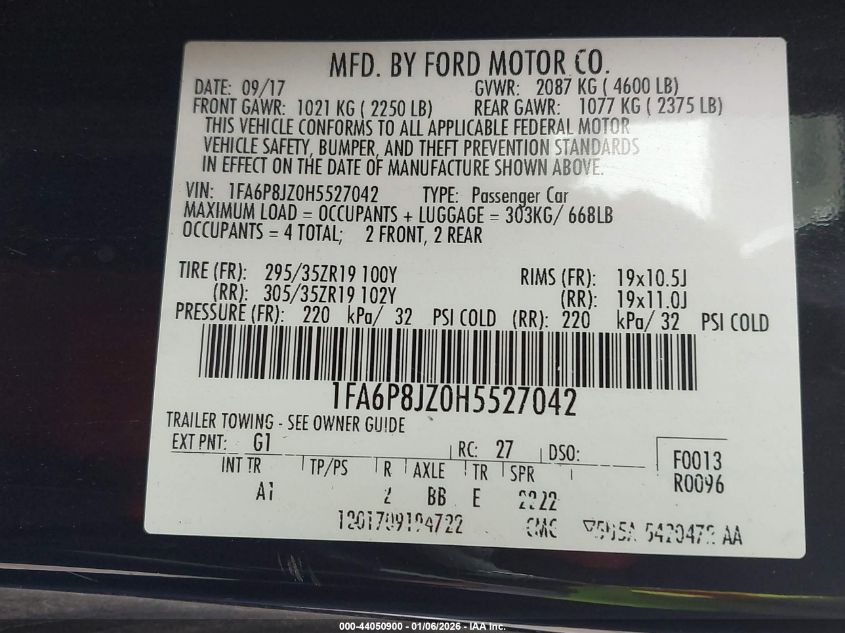 MFD. BY FORD MOTOR CO.
DATE: 09/17 GVWR: 2087 KG ( 4600 LB)
FRONT GAWR: 1021 KG ( 2250 LB) REAR GAWR: 1077 KG ( 2375 LB)
THIS VEHICLE CONFORMS TO ALL APPLICABLE FEDERAL MOTOR
VEHICLE SAFETY, BUMPER, AND THEFT PREVENTION STANDARDS
IN EFFECT ON THE DATE OF MANUFACTURE SHOWN ABOVE.
VIN: 1FA6P8JZ0H5527042 TYPE: Passenger Car
MAXIMUM LOAD = OCCUPANTS + LUGGAGE = 303KG/ 668LB
OCCUPANTS = 4 TOTAL; 2 FRONT, 2 REAR
TIRE (FR): 295/35ZR19 100Y RIMS (FR): 19x10.5J
(RR): 305/35ZR19 102Y (RR): 19x11.0J
PRESSURE (FR): 220 kPa/ 32 PSI COLD (RR): 220 kPa/ 32 PSI COLD
1FA6P8JZ0H5527042
TRAILER TOWING - SEE OWNER GUIDE
EXT PNT: G1 RC: 27 DSO: F0013
INT TR TP/PS R AXLE TR SPR R0096
A1 2 BB E 2222
AA
000-44050900 - 01/06/2026 - IAA Inc.